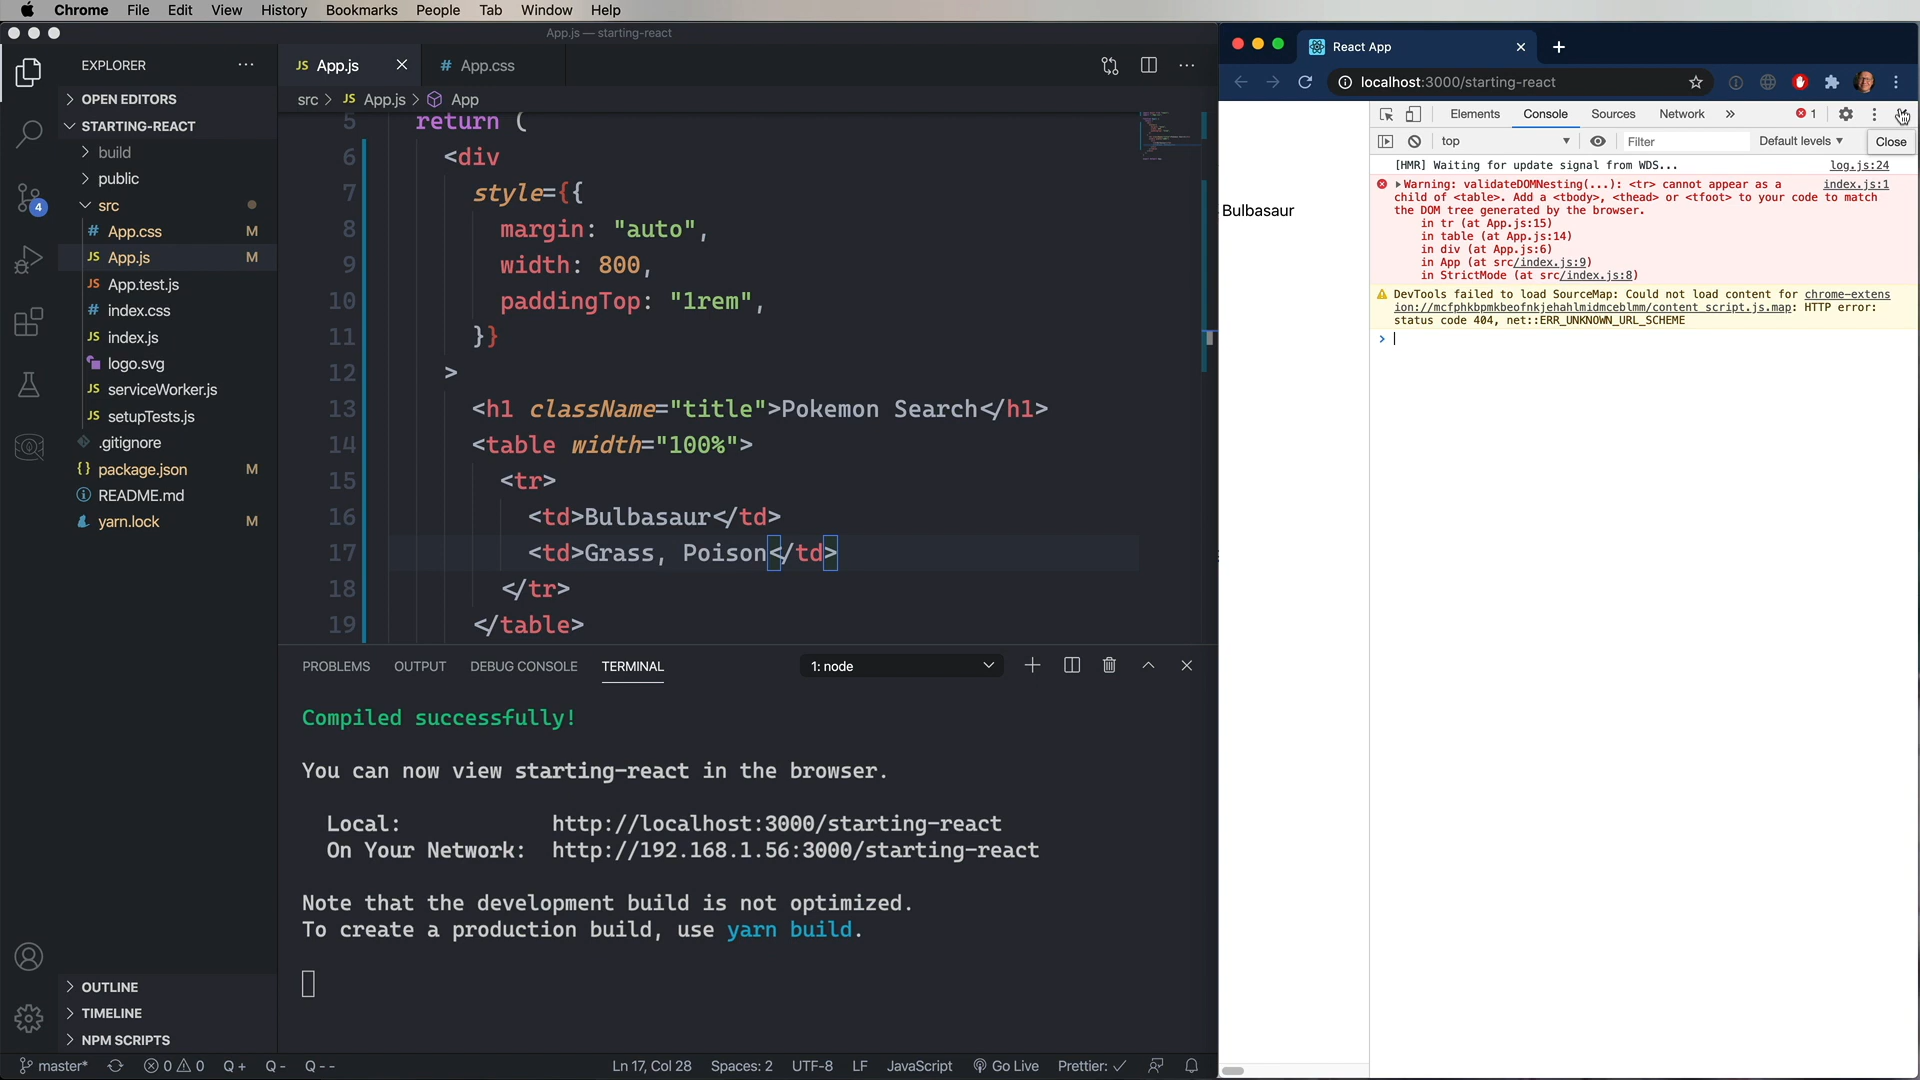 Chrome File Edit View History Bookmarks People Tab Window Help
App.js — starting-react
EXPLORER
OPEN EDITORS
STARTING-REACT
build
public
src
# App.css M
JS App.js M
JS App.test.js
# index.css
JS index.js
logo.svg
JS serviceWorker.js
JS setupTests.js
.gitignore
{} package.json M
README.md
yarn.lock M
4
OUTLINE
TIMELINE
NPM SCRIPTS
JS App.js
# App.css
src > JS App.js > App
5 return (
6 <div
7 style={{
8 margin: "auto",
9 width: 800,
10 paddingTop: "1rem",
11 }}
12 >
13 <h1 className="title">Pokemon Search</h1>
14 <table width="100%">
15 <tr>
16 <td>Bulbasaur</td>
17 <td>Grass, Poison</td>
18 </tr>
19 </table>
PROBLEMS OUTPUT DEBUG CONSOLE TERMINAL 1: node
Compiled successfully!
You can now view starting-react in the browser.
Local: http://localhost:3000/starting-react
On Your Network: http://192.168.1.56:3000/starting-react
Note that the development build is not optimized.
To create a production build, use yarn build.
master* 0 0 Q + Q - Q - - Ln 17, Col 28 Spaces: 2 UTF-8 LF JavaScript Go Live Prettier: ✓
React App
localhost:3000/starting-react
Bulbasaur
Elements Console Sources Network » 1
top Filter Default levels ▼
Close
[HMR] Waiting for update signal from WDS... log.js:24
Warning: validateDOMNesting(...): <tr> cannot appear as a index.js:1
child of <table>. Add a <tbody>, <thead> or <tfoot> to your code to match
the DOM tree generated by the browser.
in tr (at App.js:15)
in table (at App.js:14)
in div (at App.js:6)
in App (at src/index.js:9)
in StrictMode (at src/index.js:8)
DevTools failed to load SourceMap: Could not load content for chrome-extens
ion://mcfphkbpmkbeofnkjehahlmidmceblmm/content_script.js.map: HTTP error:
status code 404, net::ERR_UNKNOWN_URL_SCHEME